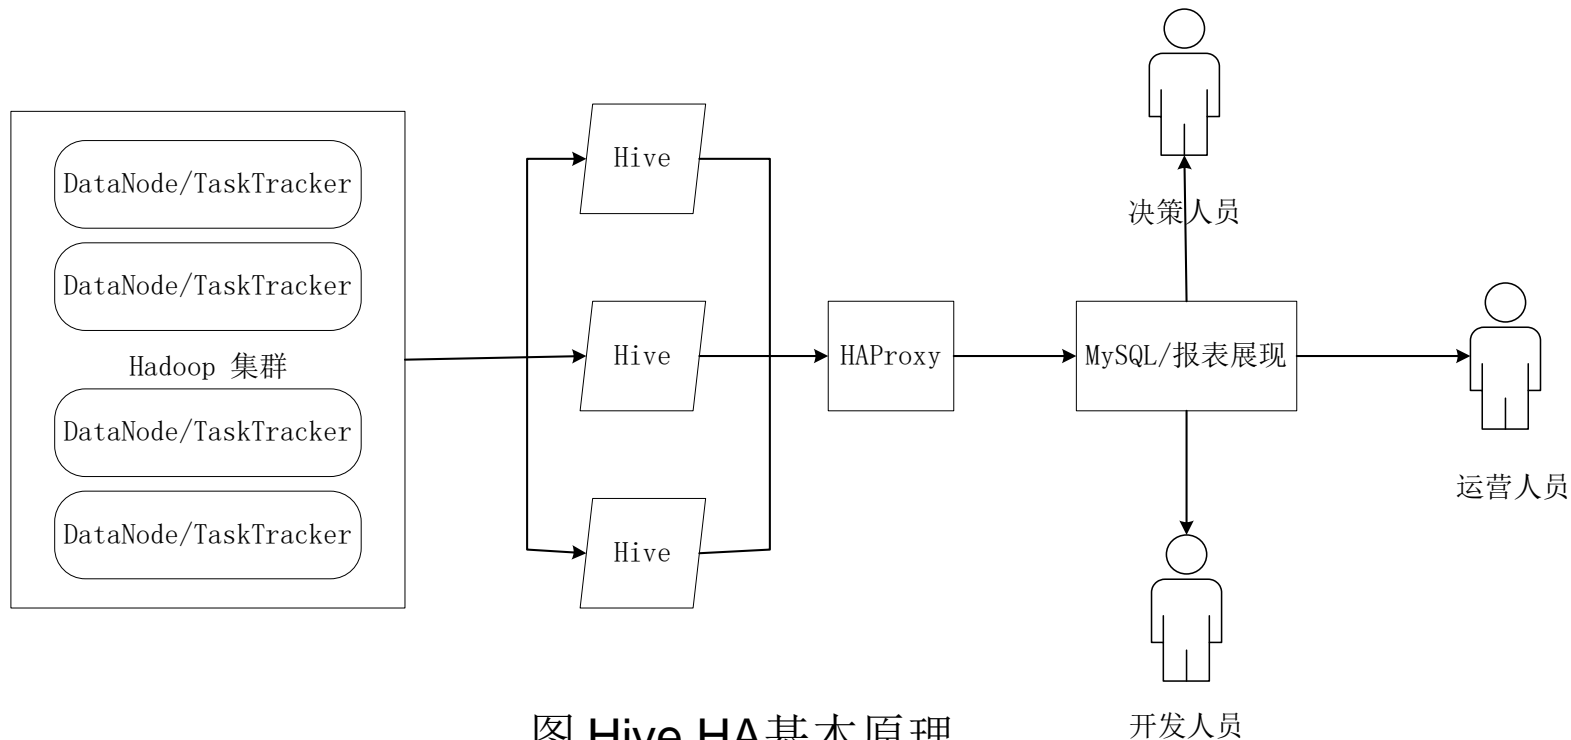 决策人员
DataNode/TaskTracker
DataNode/TaskTracker
Hadoop 集群
DataNode/TaskTracker
DataNode/TaskTracker
Hive
Hive
Hive
HAProxy
MySQL/报表展现
运营人员
开发人员
图 Hive HA基本原理